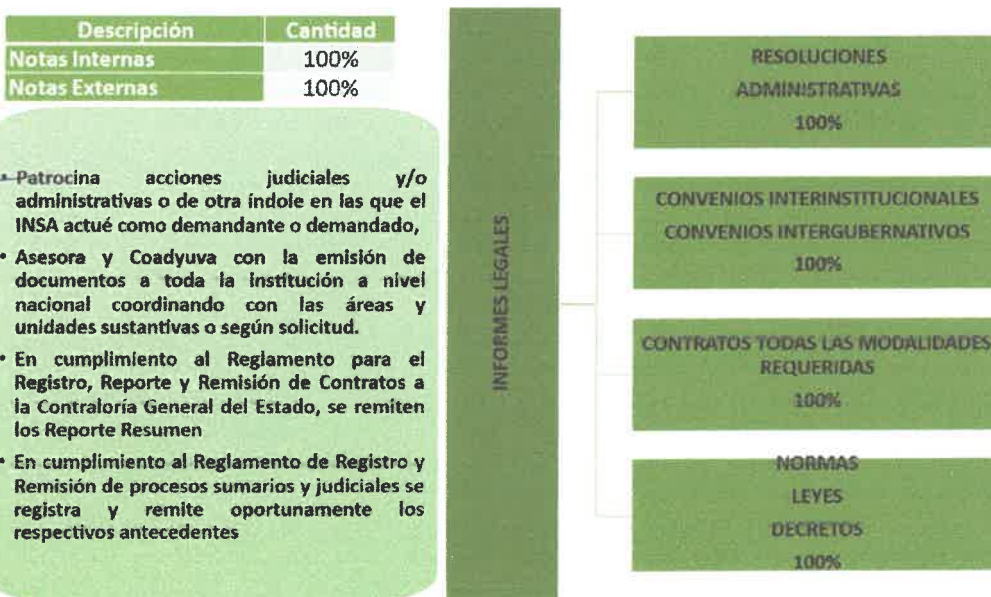 Descripción Cantidad
Notas Internas 100%
Notas Externas 100%
• Patrocina acciones judiciales y/o
administrativas o de otra índole en las que el
INSA actué como demandante o demandado,
• Asesora y Coadyuva con la emisión de
documentos a toda la institución a nivel
nacional coordinando con las áreas y
unidades sustantivas o según solicitud.
• En cumplimiento al Reglamento para el
Registro, Reporte y Remisión de Contratos a
la Contraloría General del Estado, se remiten
los Reporte Resumen
• En cumplimiento al Reglamento de Registro y
Remisión de procesos sumarios y judiciales se
registra y remite oportunamente los
respectivos antecedentes
INFORMES LEGALES
RESOLUCIONES
ADMINISTRATIVAS
100%
CONVENIOS INTERINSTITUCIONALES
CONVENIOS INTERGUBERNATIVOS
100%
CONTRATOS TODAS LAS MODALIDADES
REQUERIDAS
100%
NORMAS
LEYES
DECRETOS
100%